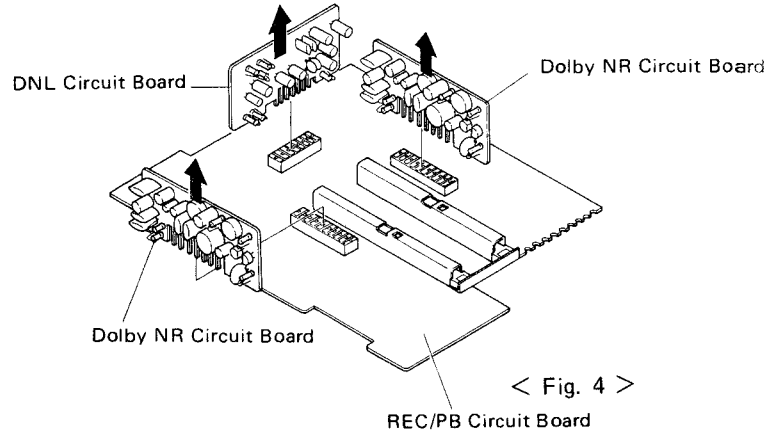 DNL Circuit Board
Dolby NR Circuit Board
Dolby NR Circuit Board
< Fig. 4 >
REC/PB Circuit Board